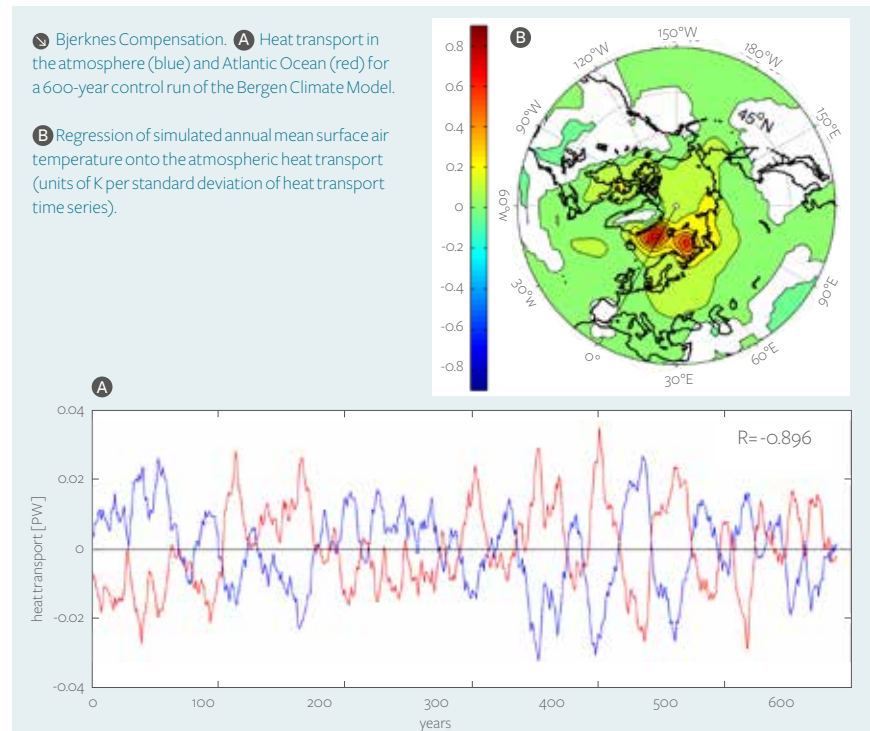 Bjerknes Compensation. A Heat transport in
the atmosphere (blue) and Atlantic Ocean (red) for
a 600-year control run of the Bergen Climate Model.
B Regression of simulated annual mean surface air
temperature onto the atmospheric heat transport
(units of K per standard deviation of heat transport
time series).
B
0.8
0.6
0.4
0.2
0
-0.2
-0.4
-0.6
-0.8
150°W
180°W
150°E
120°W
90°W
60°W
30°W
0°
30°E
60°E
90°E
45°N
A
R= -0.896
heat transport [PW]
0.04
0.02
0
-0.02
-0.04
0 100 200 300 400 500 600
years